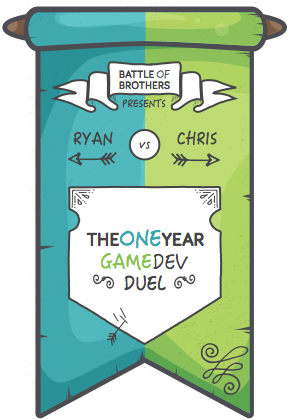 BATTLE OF
BROTHERS
PRESENTS
RYAN VS CHRIS
THEONEYEAR
GAMEDEV
DUEL